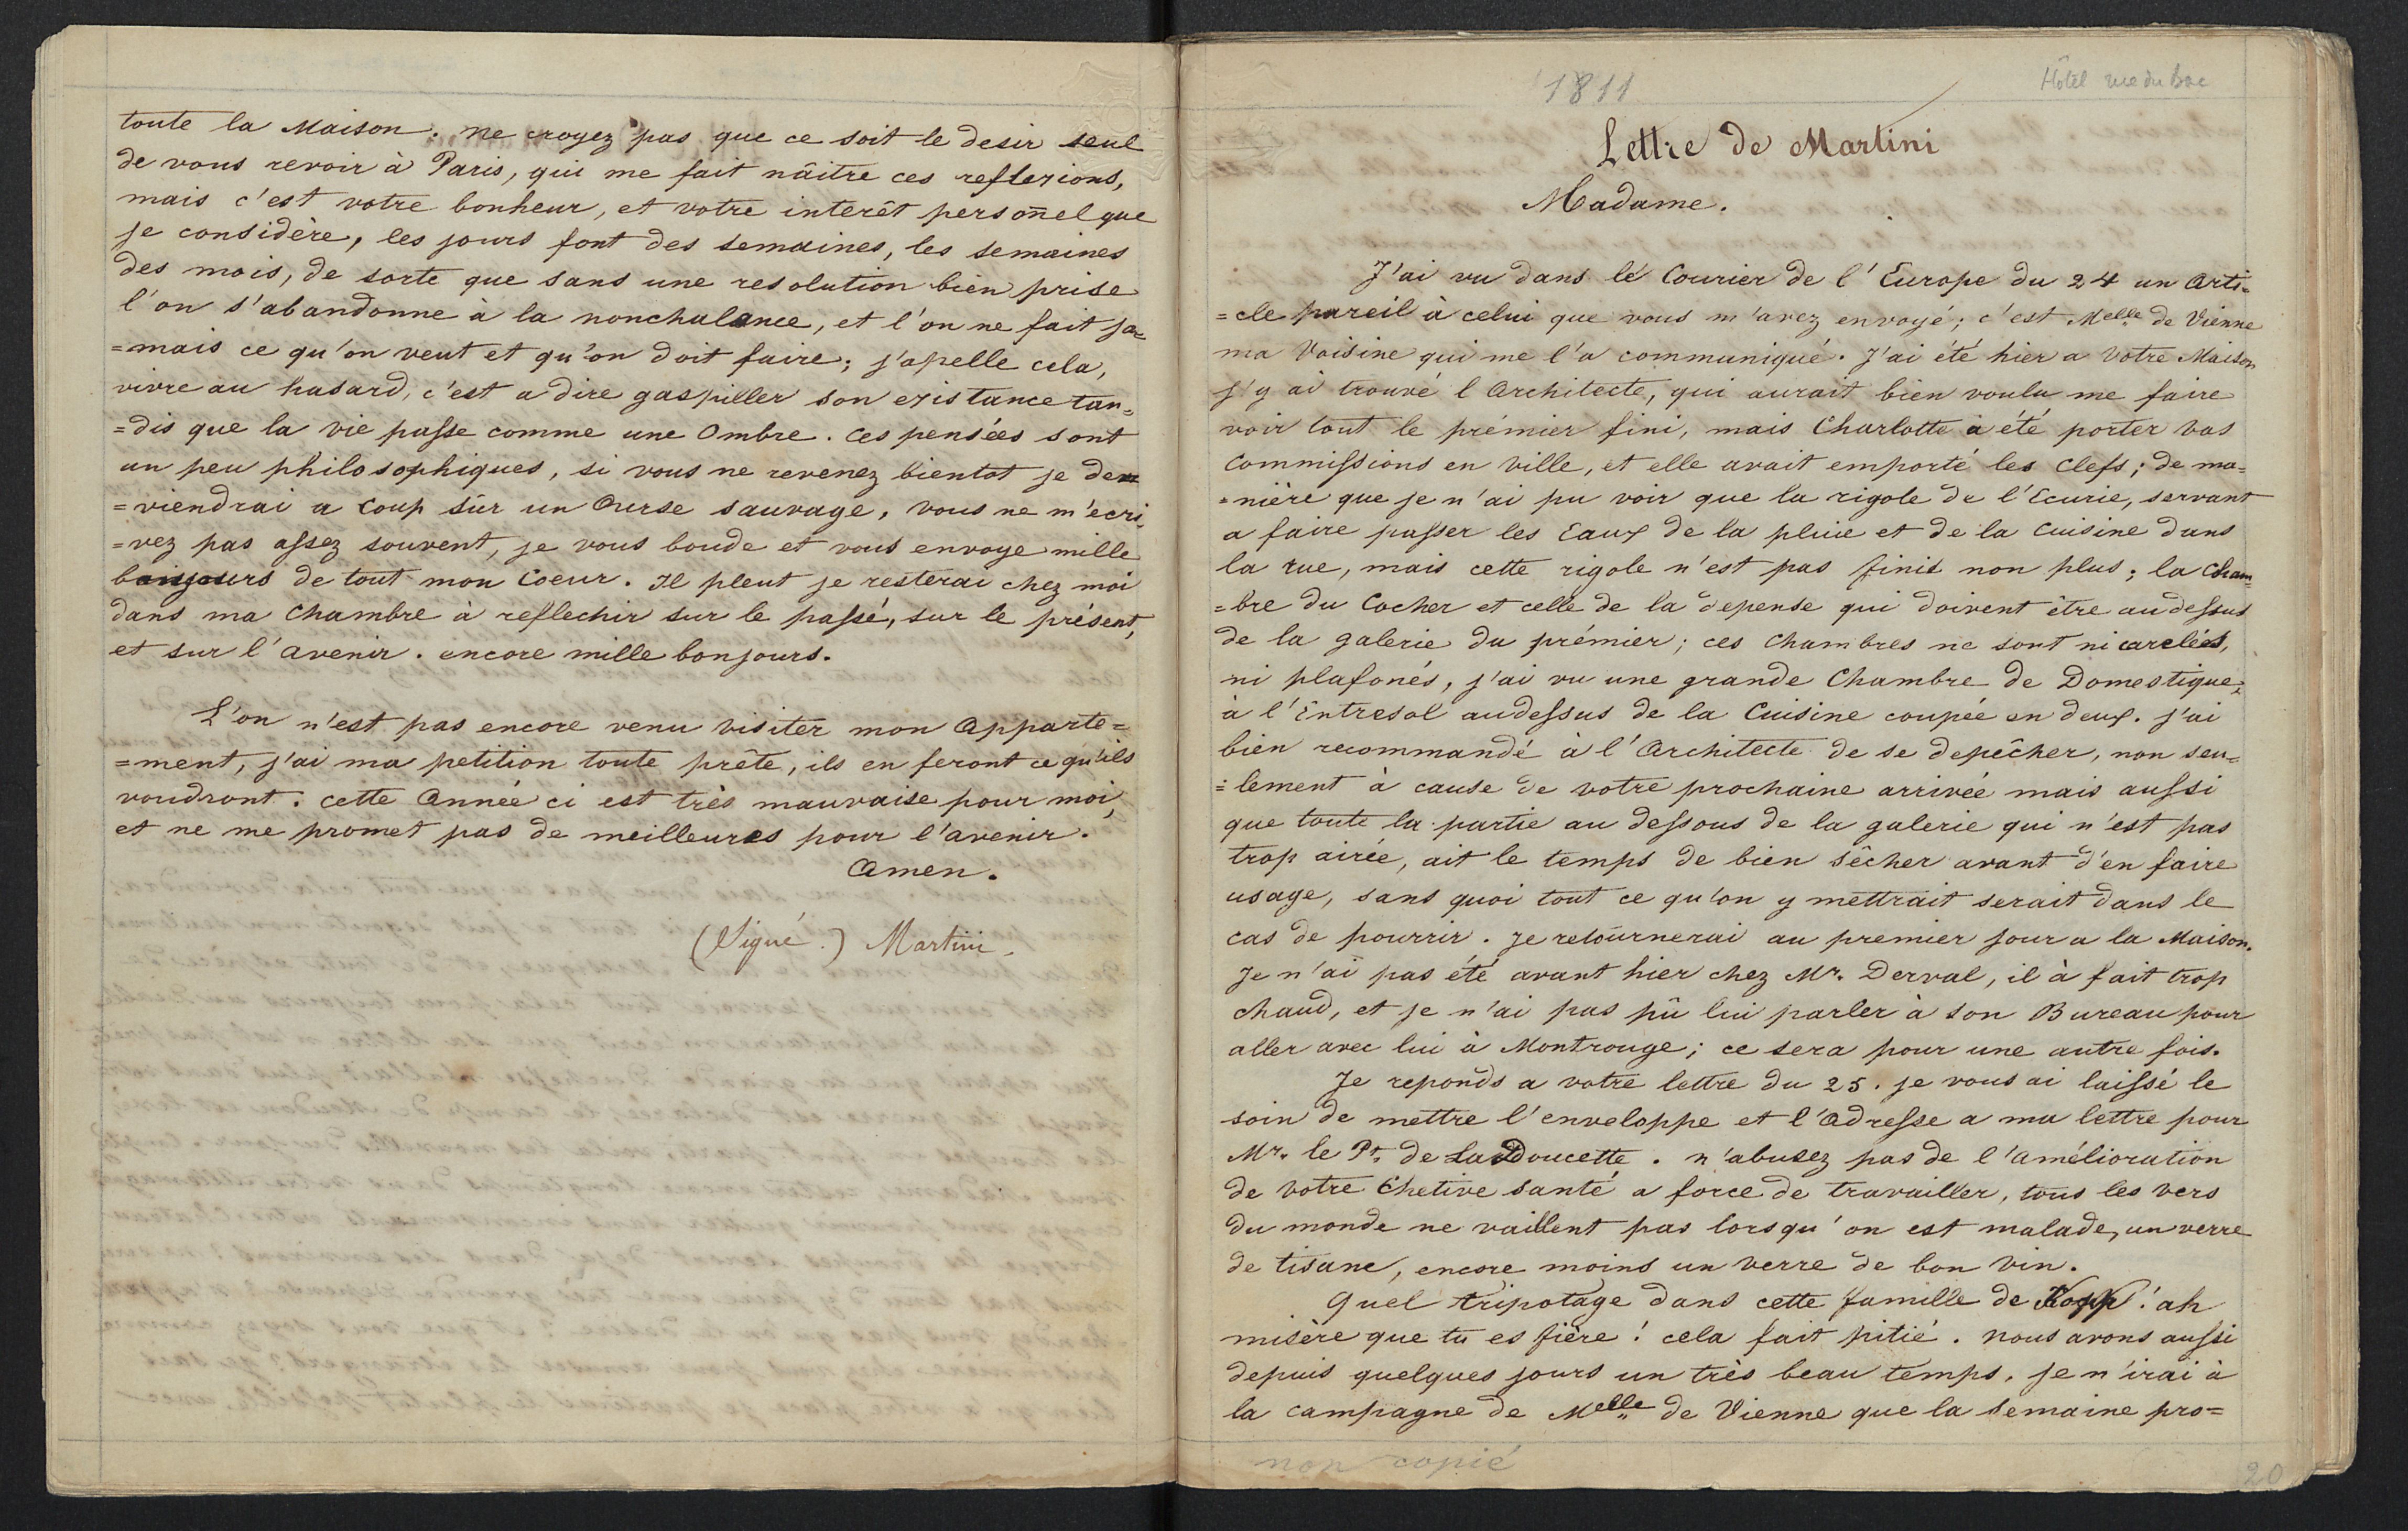 toute la Maison. ne croyez pas que ce soit le desir seul
de vous revoir à Paris, qui me fait nâitre ces reflexions,
mais c'est votre bonheur, et votre interêt personnel que
je considère, les jours font des semaines, les semaines
des mois, de sorte que sans une resolution bien prise
l'on s'abandonne à la nonchalance, et l'on ne fait ja=
=mais ce qu'on veut et qu'on doit faire; j'apelle cela,
vivre au hasard, c'est a dire gaspiller son existance tan=
=dis que la vie passe comme une Ombre. Ces pensées sont
un peu philosophiques, si vous ne revenez bientot je de
=viendrai a Coup sûr un Ourse sauvage, vous ne m'écri=
=vez pas assez souvent, je vous boude et vous envoye mille
bonjours de tout mon Coeur. Il pleut je resterai chez moi
dans ma Chambre à reflechir sur le passé, sur le présent,
et sur l'avenir. encore mille bonjours.
L'on n'est pas encore venu visiter mon Apparte=
=ment, j'ai ma petition toute prête, ils en feront ce qu'ils
voudront. cette Année ci est très mauvaise pour moi,
et ne me promet pas de meilleures pour l'avenir.
Amen.
(Signé.) Martini.
1811
Hôtel rue du bac
Lettre de Martini
Madame.
J'ai vu dans le Courier de l'Europe du 24 un Arti=
=cle pareil à celui que vous m'avez envoyé; c'est Melle de Vienne
ma Voisine qui me l'a communiqué. J'ai été hier a Votre Maison
j'y ai trouvé l Architecte, qui aurait bien voulu me faire
voir tout le prémier fini, mais Charlotte a été porter vos
Commissions en Ville, et elle avait emporté les Clefs; de ma=
=nière que je n'ai pu voir que la rigole de l'Ecurie, servant
a faire passer les Eaux de la pluie et de la Cuisine dans
la rue, mais cette rigole n'est pas finie non plus; la Cham=
=bre du Cocher et celle de la depense qui doivent être audessus
de la galerie du prémier; ces Chambres ne sont ni carelées,
ni plafonés, j'ai vu une grande Chambre de Domestique,
à l'Entresol audessus de la Cuisine coupée en deux. j'ai
bien recommandé à l'Architecte de se depêcher, non seu=
=lement à cause de votre prochaine arrivée mais aussi
que toute la partie au dessous de la galerie qui n'est pas
trop airée, ait le temps de bien sêcher avant d'en faire
usage, sans quoi tout ce qu'on y mettrait serait dans le
cas de pourrir. je retournerai au premier jour a la Maison.
Je n'ai pas été avant hier chez Mr. Derval, il à fait trop
chaud, et je n'ai pas pû lui parler à son Bureau pour
aller avec lui à Montrouge; ce sera pour une autre fois.
Je reponds a votre lettre du 25. je vous ai laissé le
soin de mettre l'enveloppe et l'Adresse a ma lettre pour
Mr. le Pt. de LaDoucette. n'abusez pas de l'amélioration
de votre Chetive santé a force de travailler, tous les vers
du monde ne vaillent pas lorsqu'on est malade, un verre
de tisane, encore moins un verre de bon vin.
Quel tripotage dans cette famille de ! ah
misère que tu es fière! cela fait pitié. nous avons aussi
depuis quelques jours un très beau temps, je n'irai à
la campagne de Melle de Vienne que la semaine pro=
non copié
20